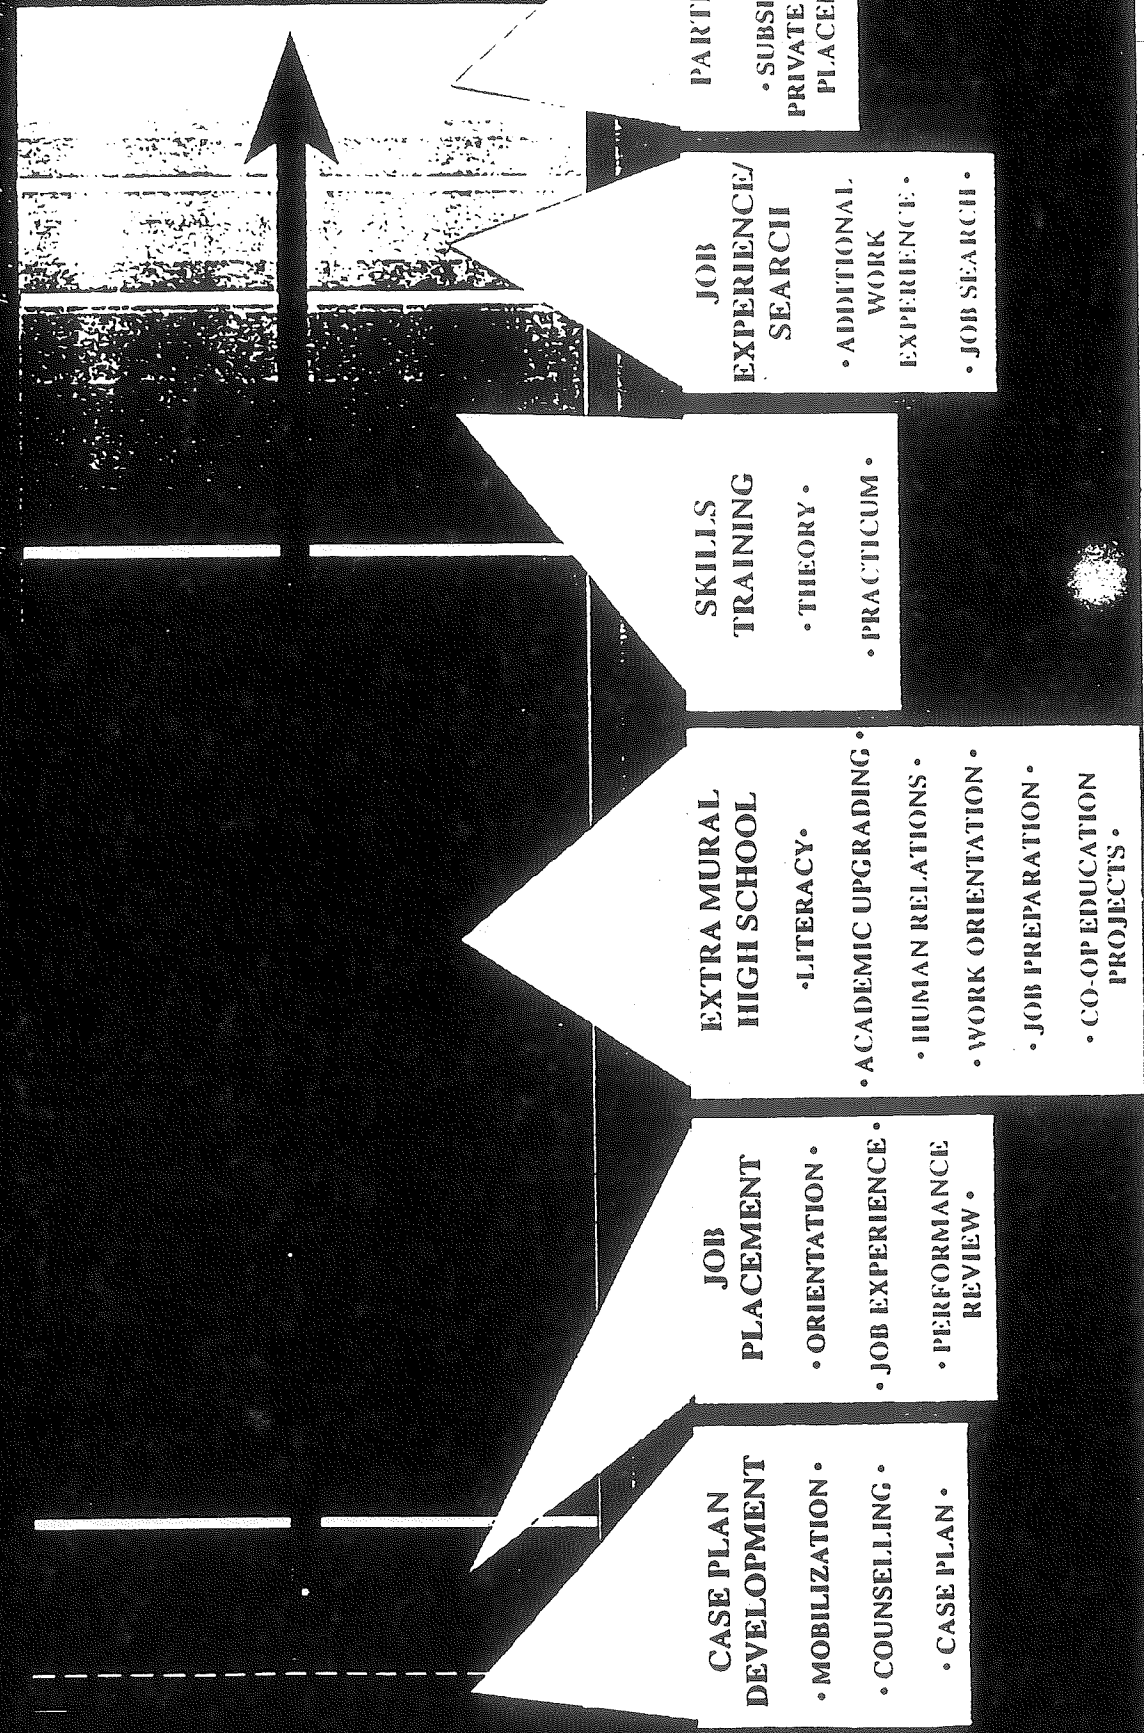 CASE PLAN
DEVELOPMENT
• MOBILIZATION •
• COUNSELLING •
• CASE PLAN •
JOB
PLACEMENT
• ORIENTATION •
• JOB EXPERIENCE •
• PERFORMANCE
REVIEW •
EXTRA MURAL
HIGH SCHOOL
•LITERACY•
• ACADEMIC UPGRADING •
• HUMAN RELATIONS •
• WORK ORIENTATION •
• JOB PREPARATION •
• CO-OP EDUCATION
PROJECTS •
SKILLS
TRAINING
• THEORY •
• PRACTICUM •
JOB
EXPERIENCE/
SEARCH
• ADDITIONAL
WORK
EXPERIENCE •
• JOB SEARCH •
PRIVATE